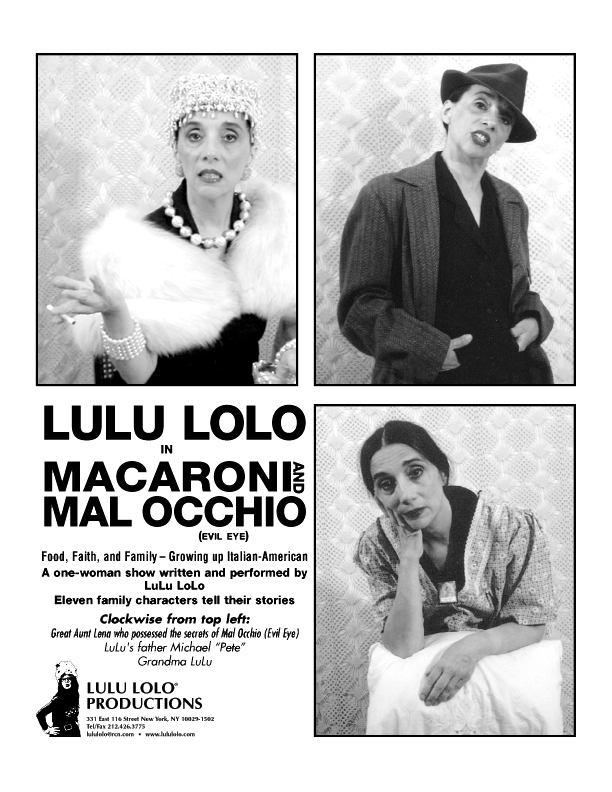 LULU LOLO
IN
MACARONI AND
MAL OCCHIO
(EVIL EYE)
Food, Faith, and Family – Growing up Italian-American
A one-woman show written and performed by
LuLu LoLo
Eleven family characters tell their stories
Clockwise from top left:
Great Aunt Lena who possessed the secrets of Mal Occhio (Evil Eye)
LuLu's father Michael "Pete"
Grandma LuLu
LULU LOLO®
PRODUCTIONS
331 East 116 Street New York, NY 10029-1502
Tel/Fax 212.426.3775
lululolo@rcn.com • www.lululolo.com